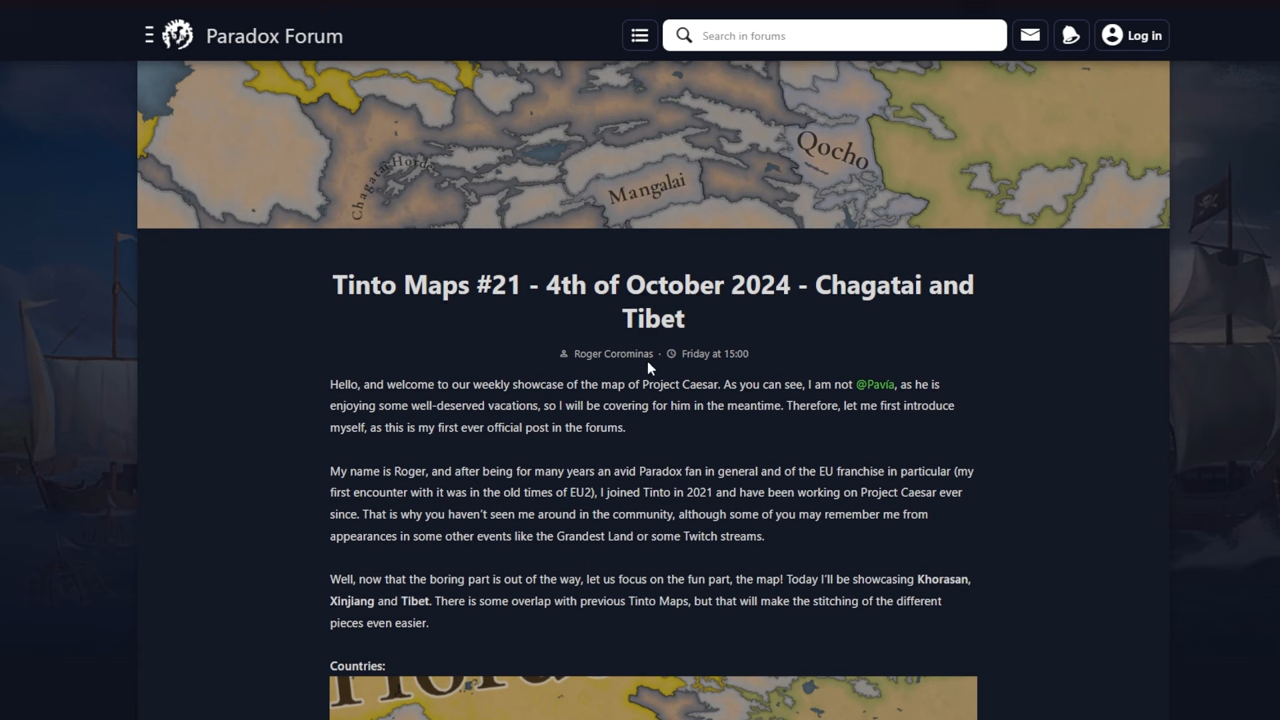 Paradox Forum
Search in forums
Log in
Qocho
Chagatai Horde
Mangalai
Tinto Maps #21 - 4th of October 2024 - Chagatai and
Tibet
Roger Corominas · Friday at 15:00
Hello, and welcome to our weekly showcase of the map of Project Caesar. As you can see, I am not @Pavía, as he is
enjoying some well-deserved vacations, so I will be covering for him in the meantime. Therefore, let me first introduce
myself, as this is my first ever official post in the forums.
My name is Roger, and after being for many years an avid Paradox fan in general and of the EU franchise in particular (my
first encounter with it was in the old times of EU2), I joined Tinto in 2021 and have been working on Project Caesar ever
since. That is why you haven't seen me around in the community, although some of you may remember me from
appearances in some other events like the Grandest Land or some Twitch streams.
Well, now that the boring part is out of the way, let us focus on the fun part, the map! Today I'll be showcasing Khorasan,
Xinjiang and Tibet. There is some overlap with previous Tinto Maps, but that will make the stitching of the different
pieces even easier.
Countries: